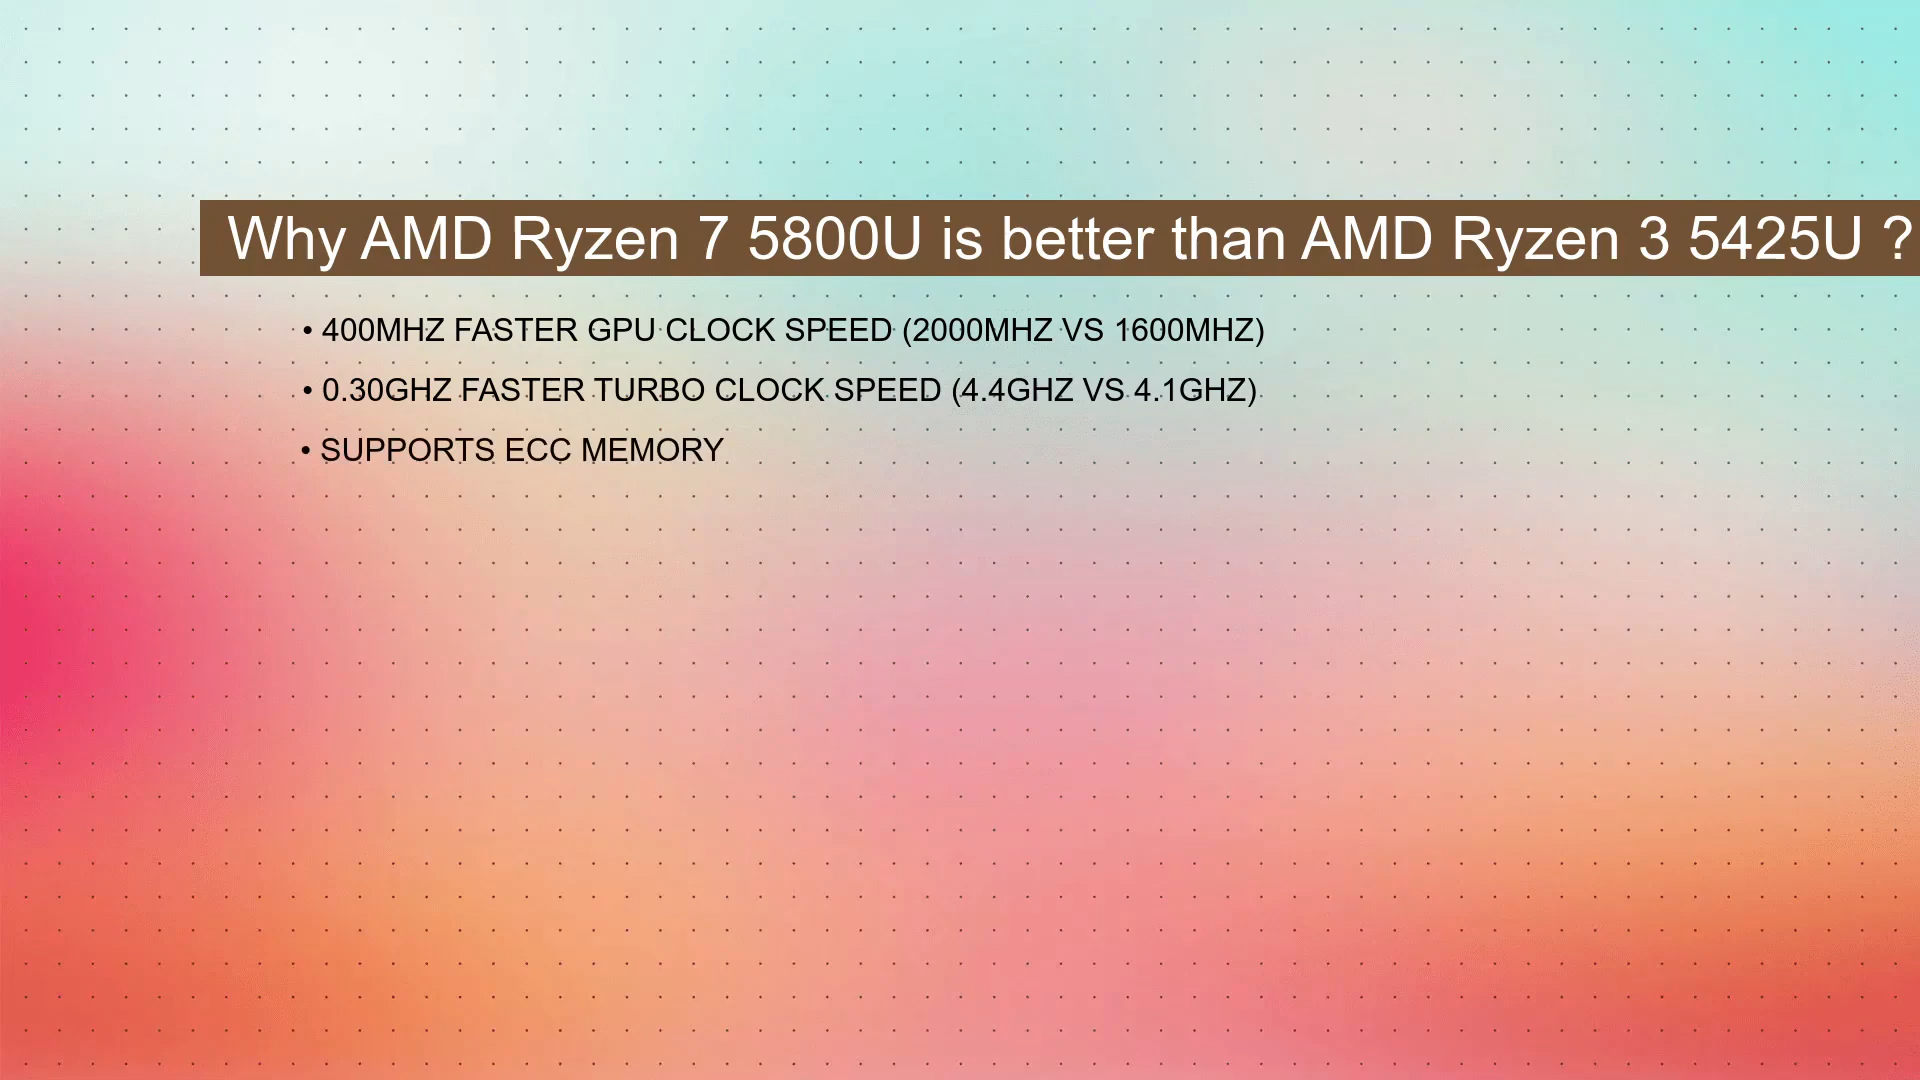 Why AMD Ryzen 7 5800U is better than AMD Ryzen 3 5425U ?
• 400MHZ FASTER GPU CLOCK SPEED (2000MHZ VS 1600MHZ)
• 0.30GHZ FASTER TURBO CLOCK SPEED (4.4GHZ VS 4.1GHZ)
• SUPPORTS ECC MEMORY